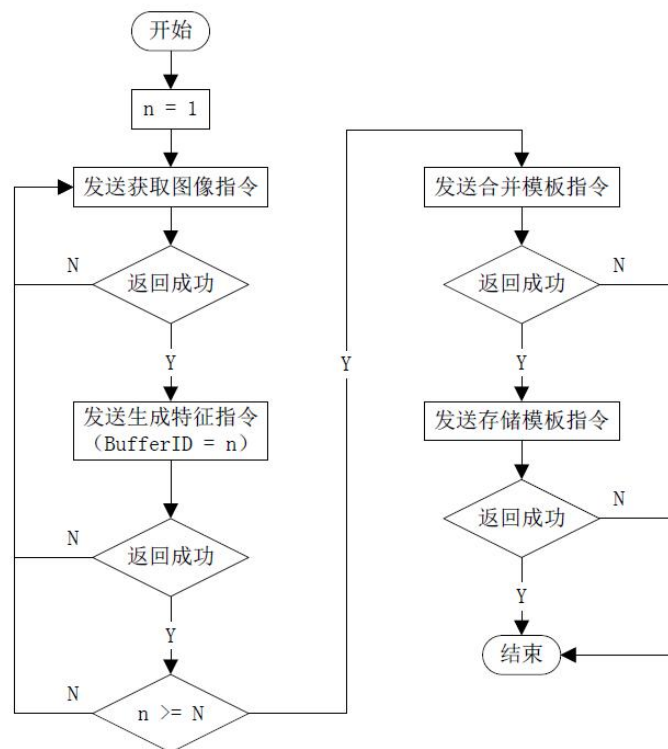 开始
n = 1
发送获取图像指令
N
返回成功
Y
发送生成特征指令
（BufferID = n）
N
返回成功
Y
N
n >= N
Y
发送合并模板指令
N
返回成功
Y
发送存储模板指令
N
返回成功
Y
结束